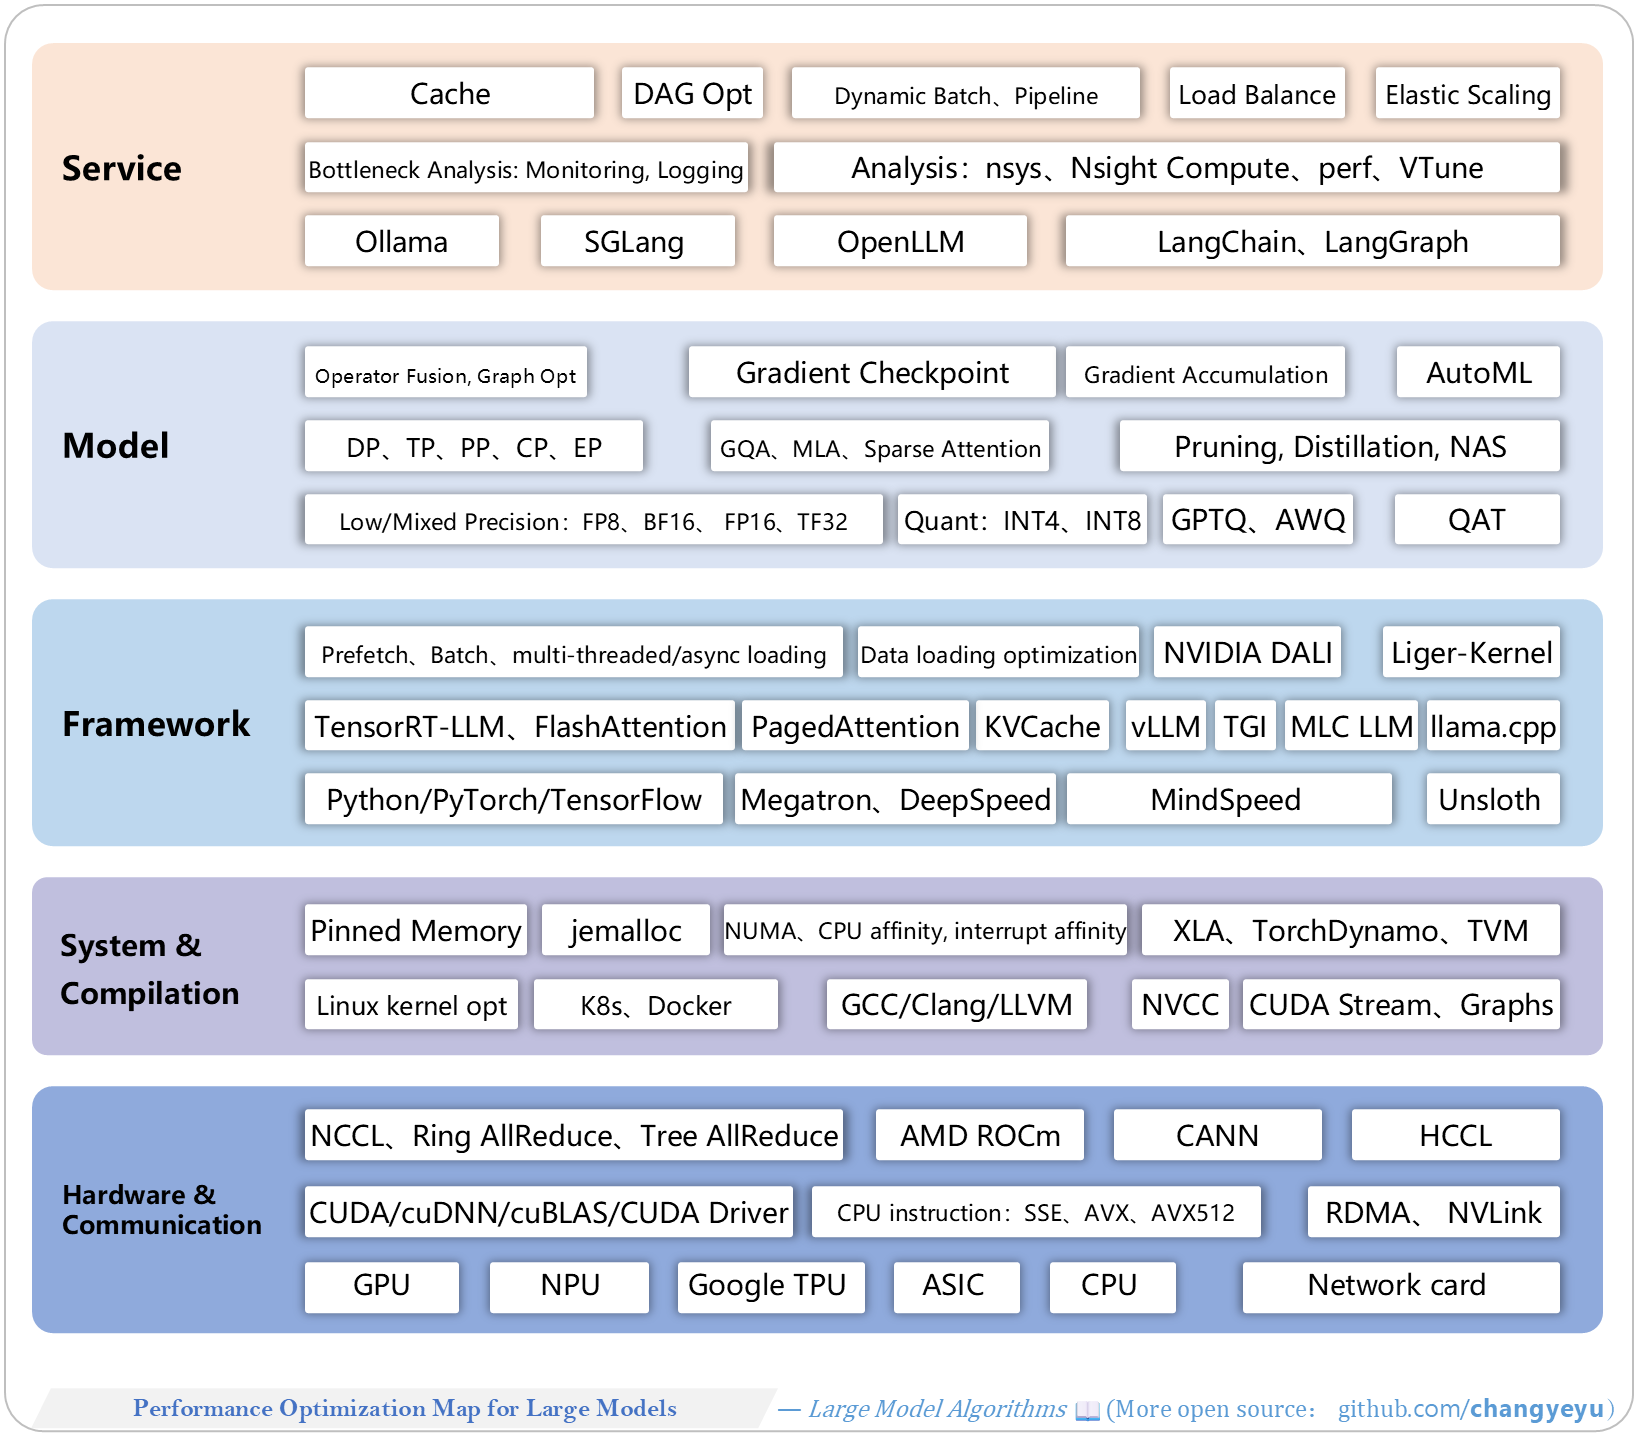 Service
Cache
DAG Opt
Dynamic Batch、Pipeline
Load Balance
Elastic Scaling
Bottleneck Analysis: Monitoring, Logging
Analysis：nsys、Nsight Compute、perf、VTune
Ollama
SGLang
OpenLLM
LangChain、LangGraph
Model
Operator Fusion, Graph Opt
Gradient Checkpoint
Gradient Accumulation
AutoML
DP、TP、PP、CP、EP
GQA、MLA、Sparse Attention
Pruning, Distillation, NAS
Low/Mixed Precision：FP8、BF16、 FP16、TF32
Quant：INT4、INT8
GPTQ、AWQ
QAT
Framework
Prefetch、Batch、multi-threaded/async loading
Data loading optimization
NVIDIA DALI
Liger-Kernel
TensorRT-LLM、FlashAttention
PagedAttention
KVCache
vLLM
TGI
MLC LLM
llama.cpp
Python/PyTorch/TensorFlow
Megatron、DeepSpeed
MindSpeed
Unsloth
System &
Compilation
Pinned Memory
jemalloc
NUMA、CPU affinity, interrupt affinity
XLA、TorchDynamo、TVM
Linux kernel opt
K8s、Docker
GCC/Clang/LLVM
NVCC
CUDA Stream、Graphs
Hardware &
Communication
NCCL、Ring AllReduce、Tree AllReduce
AMD ROCm
CANN
HCCL
CUDA/cuDNN/cuBLAS/CUDA Driver
CPU instruction：SSE、AVX、AVX512
RDMA、 NVLink
GPU
NPU
Google TPU
ASIC
CPU
Network card
Performance Optimization Map for Large Models
— Large Model Algorithms 📖 (More open source： github.com/changyeyu)